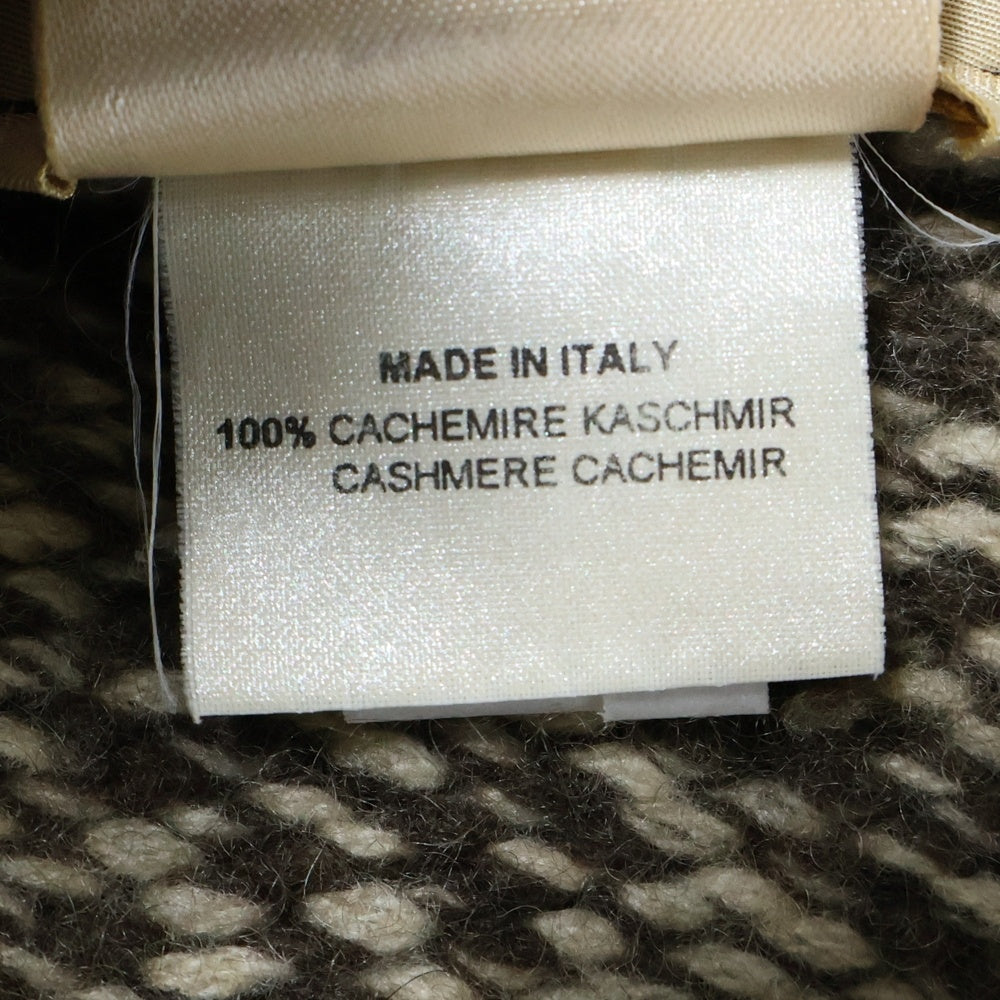 MADE IN ITALY
100% CACHEMIRE KASCHMIR
CASHMERE CACHEMIR